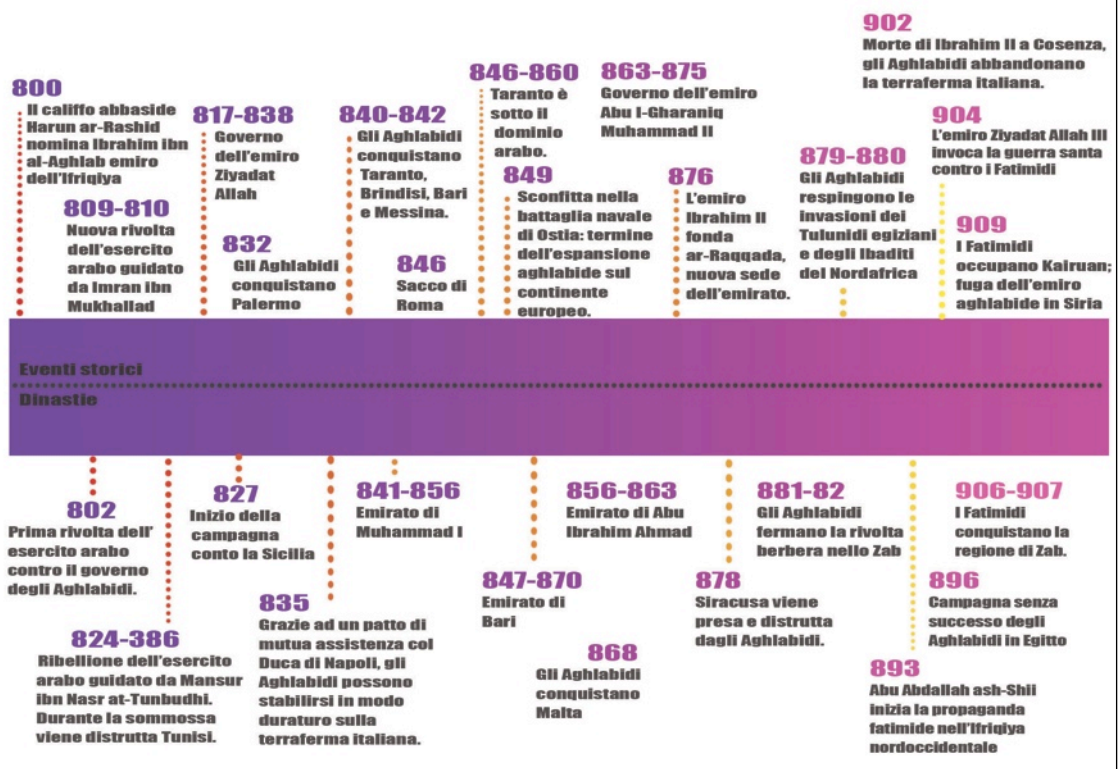 800
Il califfo abbaside
Harun ar-Rashid
nomina Ibrahim ibn
al-Aghlab emiro
dell'Ifriqiya
809-810
Nuova rivolta
dell'esercito
arabo guidato
da Imran ibn
Mukhallad
817-838
Governo
dell'emiro
Ziyadat
Allah
832
Gli Aghlabidi
conquistano
Palermo
840-842
Gli Aghlabidi
conquistano
Taranto,
Brindisi, Bari
e Messina.
846
Sacco di
Roma
846-860
Taranto è
sotto il
dominio
arabo.
849
Sconfitta nella
battaglia navale
di Ostia: termine
dell'espansione
aghlabide sul
continente
europeo.
863-875
Governo dell'emiro
Abu l-Gharaniq
Muhammad II
876
L'emiro
Ibrahim II
fonda
ar-Raqqada,
nuova sede
dell'emirato.
879-880
Gli Aghlabidi
respingono le
invasioni dei
Tulunidi egiziani
e degli Ibaditi
del Nordafrica
902
Morte di Ibrahim II a Cosenza,
gli Aghlabidi abbandonano
la terraferma italiana.
904
L'emiro Ziyadat Allah III
invoca la guerra santa
contro i Fatimidi
909
I Fatimidi
occupano Kairuan;
fuga dell'emiro
aghlabide in Siria
Eventi storici
Dinastie
802
Prima rivolta dell'
esercito arabo
contro il governo
degli Aghlabidi.
824-386
Ribellione dell'esercito
arabo guidato da Mansur
ibn Nasr at-Tunbudhi.
Durante la sommossa
viene distrutta Tunisi.
827
Inizio della
campagna
conto la Sicilia
835
Grazie ad un patto di
mutua assistenza col
Duca di Napoli, gli
Aghlabidi possono
stabilirsi in modo
duraturo sulla
terraferma italiana.
841-856
Emirato di
Muhammad I
847-870
Emirato di
Bari
856-863
Emirato di Abu
Ibrahim Ahmad
868
Gli Aghlabidi
conquistano
Malta
881-82
Gli Aghlabidi
fermano la rivolta
berbera nello Zab
878
Siracusa viene
presa e distrutta
dagli Aghlabidi.
906-907
I Fatimidi
conquistano la
regione di Zab.
896
Campagna senza
successo degli
Aghlabidi in Egitto
893
Abu Abdallah ash-Shii
inizia la propaganda
fatimide nell'Ifriqiya
nordoccidentale